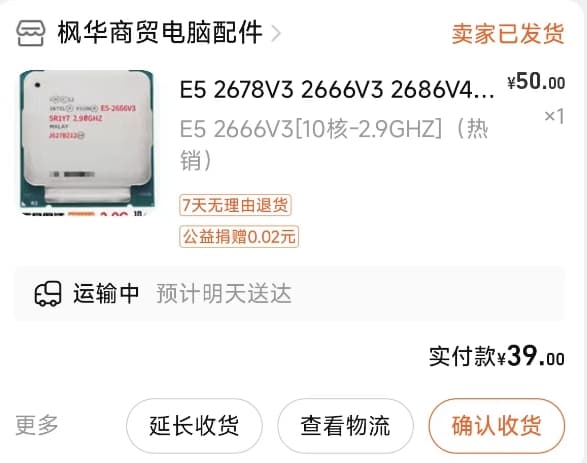 枫华商贸电脑配件
卖家已发货
E5 2678V3 2666V3 2686V4...
¥50.00
×1
E5 2666V3[10核-2.9GHZ]（热
销）
E5-2666V3
SR1Y7 2.90GHZ
MALAY
7天无理由退货
公益捐赠0.02元
运输中 预计明天送达
实付款¥39.00
更多
延长收货
查看物流
确认收货